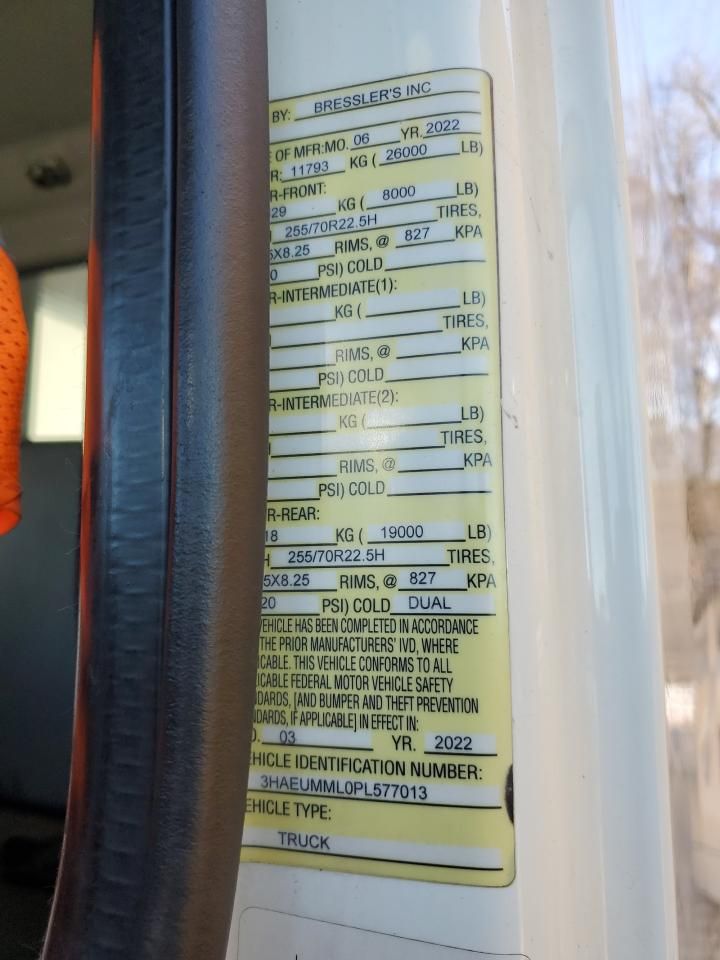 BY: BRESSLER'S INC
E OF MFR:MO. 06 YR. 2022
R: 11793 KG ( 26000 LB)
R-FRONT:
29 KG ( 8000 LB)
255/70R22.5H TIRES,
5X8.25 RIMS, @ 827 KPA
0 PSI) COLD
R-INTERMEDIATE(1):
KG ( LB)
TIRES,
RIMS, @ KPA
PSI) COLD
R-INTERMEDIATE(2):
KG ( LB)
TIRES,
RIMS, @ KPA
PSI) COLD
R-REAR:
18 KG ( 19000 LB)
H 255/70R22.5H TIRES,
5X8.25 RIMS, @ 827 KPA
20 PSI) COLD DUAL
VEHICLE HAS BEEN COMPLETED IN ACCORDANCE
THE PRIOR MANUFACTURERS' IVD, WHERE
ICABLE. THIS VEHICLE CONFORMS TO ALL
ICABLE FEDERAL MOTOR VEHICLE SAFETY
NDARDS, [AND BUMPER AND THEFT PREVENTION
NDARDS, IF APPLICABLE] IN EFFECT IN:
O. 03 YR. 2022
EHICLE IDENTIFICATION NUMBER:
3HAEUMML0PL577013
EHICLE TYPE:
TRUCK